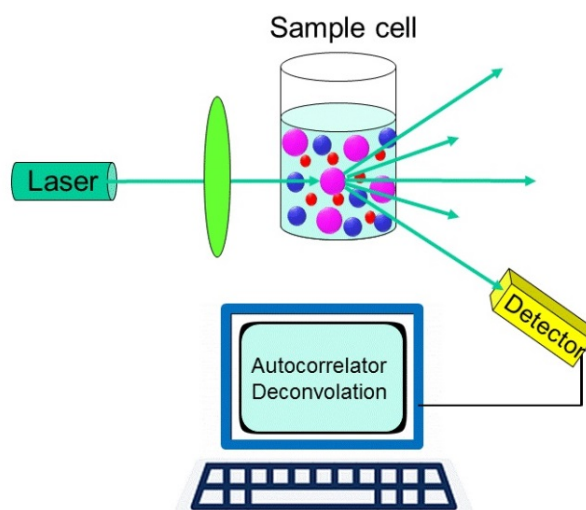 Sample cell
Laser
Detector
Autocorrelator
Deconvolation